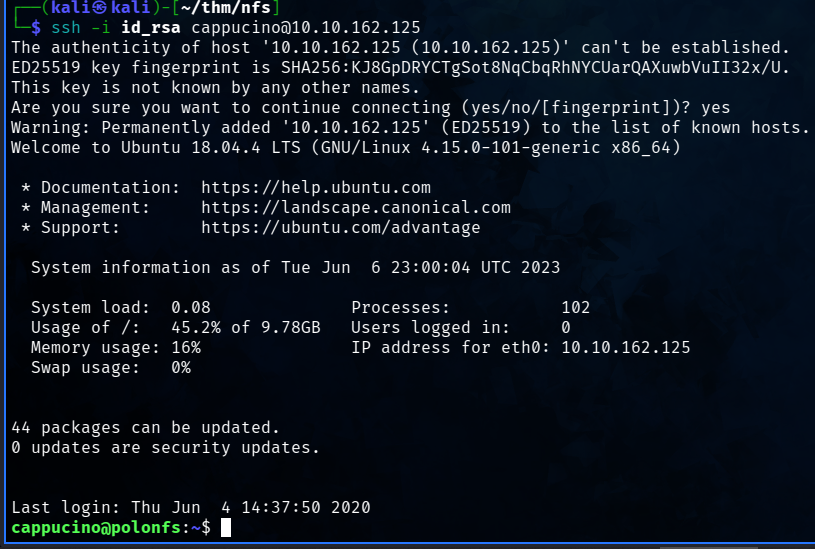 ┌──(kali㉿kali)-[~/thm/nfs]
└─$ ssh -i id_rsa cappucino@10.10.162.125
The authenticity of host '10.10.162.125 (10.10.162.125)' can't be established.
ED25519 key fingerprint is SHA256:KJ8GpDRYCTgSot8NqCbqRhNYCUarQAXuwbVuII32x/U.
This key is not known by any other names.
Are you sure you want to continue connecting (yes/no/[fingerprint])? yes
Warning: Permanently added '10.10.162.125' (ED25519) to the list of known hosts.
Welcome to Ubuntu 18.04.4 LTS (GNU/Linux 4.15.0-101-generic x86_64)

 * Documentation:  https://help.ubuntu.com
 * Management:     https://landscape.canonical.com
 * Support:        https://ubuntu.com/advantage

  System information as of Tue Jun  6 23:00:04 UTC 2023

  System load:  0.08              Processes:           102
  Usage of /:   45.2% of 9.78GB   Users logged in:     0
  Memory usage: 16%               IP address for eth0: 10.10.162.125
  Swap usage:   0%

44 packages can be updated.
0 updates are security updates.

Last login: Thu Jun  4 14:37:50 2020
cappucino@polonfs:~$